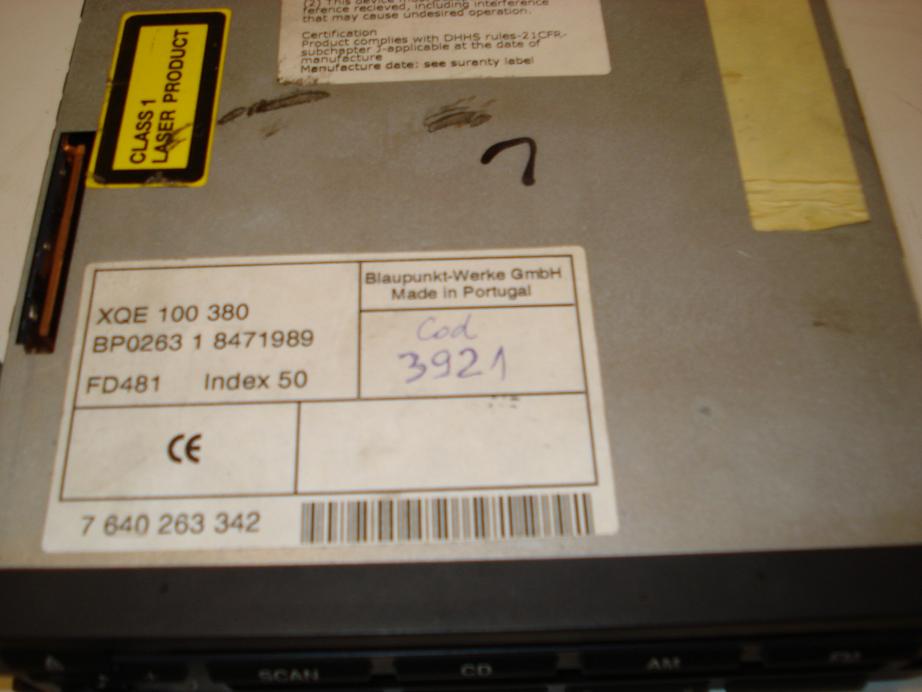 (2) This device
ference recieved, including interference
that may cause undesired operation.
Certification
Product complies with DHHS rules-21CFR-
subchapter J-applicable at the date of
manufacture
Manufacture date: see suranty label
CLASS 1
LASER PRODUCT
7
XQE 100 380
BP0263 1 8471989
FD481 Index 50
Blaupunkt-Werke GmbH
Made in Portugal
Cod
3921
CE
7 640 263 342
SCAN CD AM